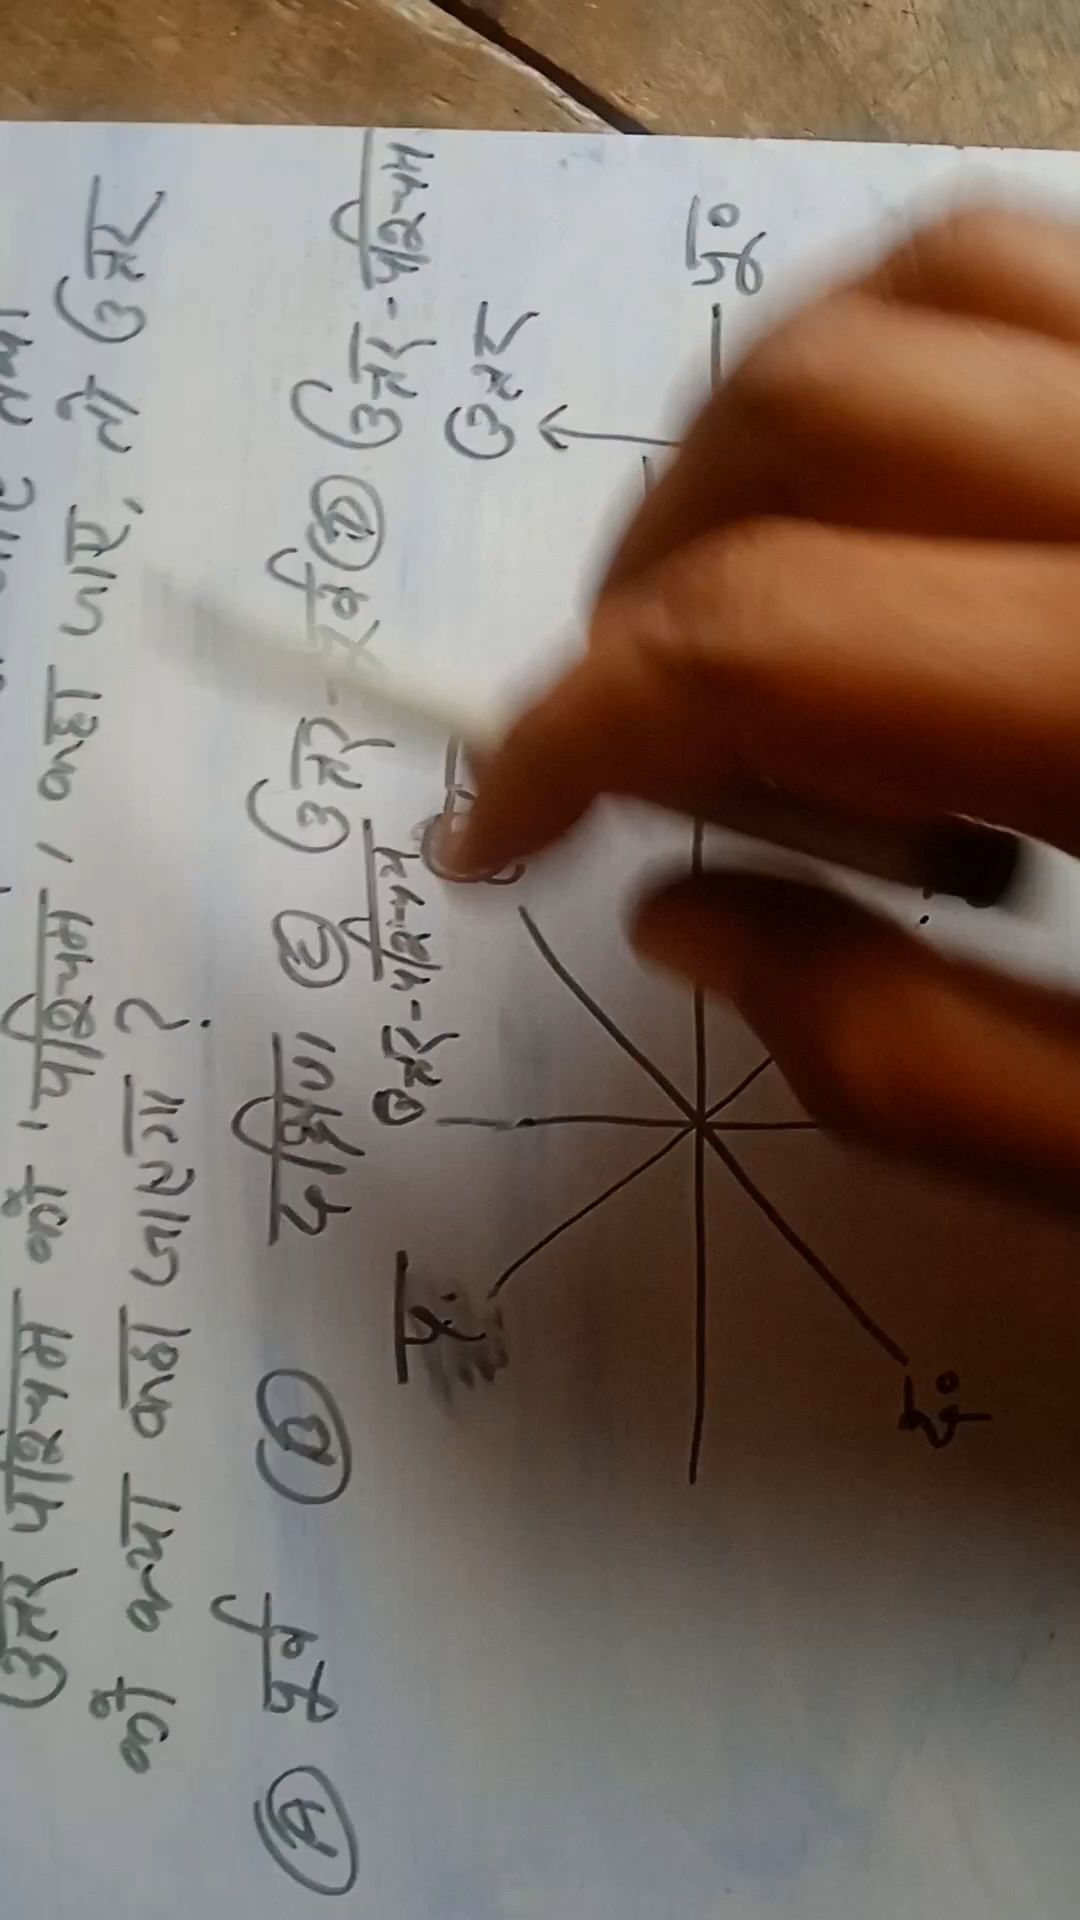 उत्तर पश्चिम को 'पश्चिम' कहा जाए, तो उत्तर
को क्या कहा जाएगा ?
(A) पूर्व (B) दक्षिण (C) उत्तर-पूर्व (D) उत्तर-पश्चिम
उत्तर-पश्चिम उत्तर
प.
पू०
द०